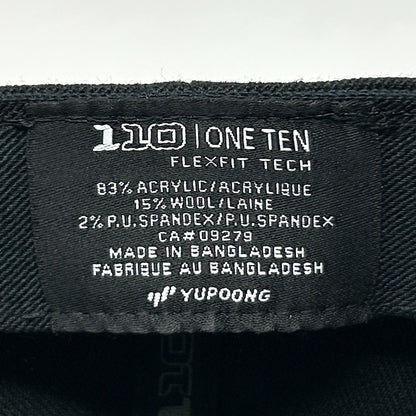 110 | ONE TEN
FLEXFIT TECH
83% ACRYLIC/ACRYLIQUE
15% WOOL/LAINE
2% P.U.SPANDEX/P.U.SPANDEX
CA#09279
MADE IN BANGLADESH
FABRIQUE AU BANGLADESH
YUPOONG
110